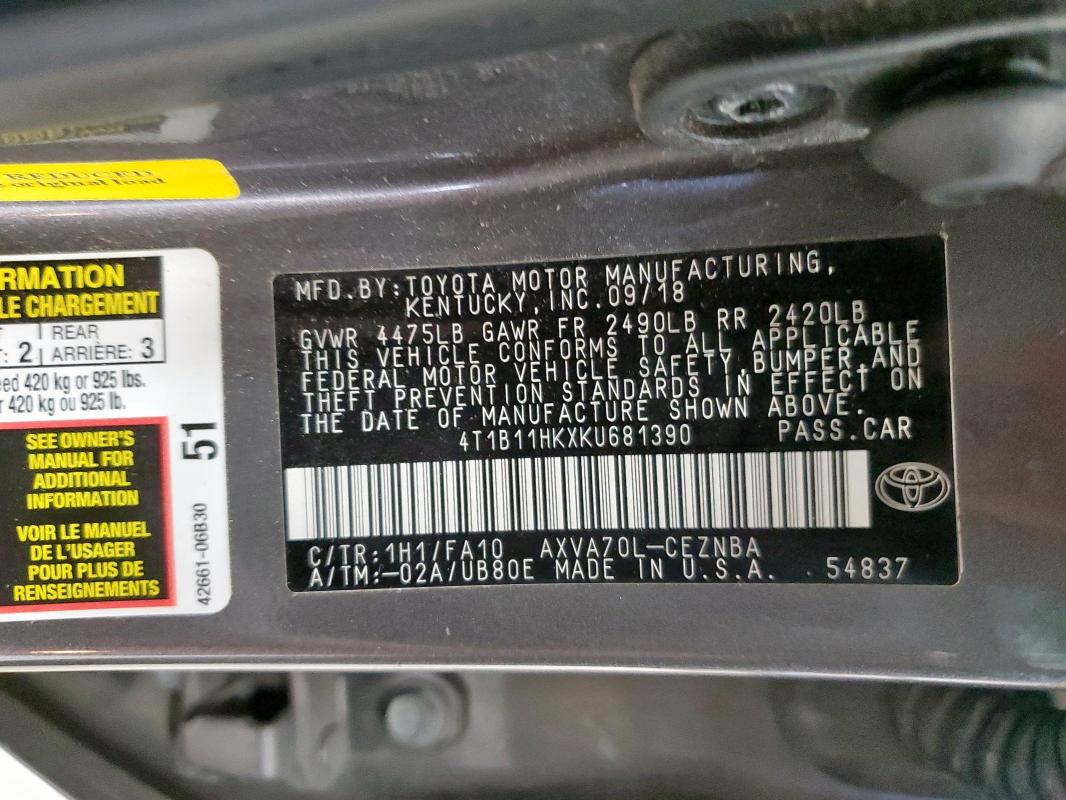 REDUCED
original load
RMATION
LE CHARGEMENT
REAR
: 2 ARRIÈRE: 3
eed 420 kg or 925 lbs.
r 420 kg ou 925 lb.
SEE OWNER'S
MANUAL FOR
ADDITIONAL
INFORMATION
VOIR LE MANUEL
DE L'USAGER
POUR PLUS DE
RENSEIGNEMENTS
51
42661-06B30
MFD.BY:TOYOTA MOTOR MANUFACTURING,
KENTUCKY, INC.09/18
GVWR 4475LB GAWR FR 2490LB RR 2420LB
THIS VEHICLE CONFORMS TO ALL APPLICABLE
FEDERAL MOTOR VEHICLE SAFETY,BUMPER,AND
THEFT PREVENTION STANDARDS IN EFFECT ON
THE DATE OF MANUFACTURE SHOWN ABOVE.
4T1B11HKXKU681390 PASS.CAR
C/TR:1H1/FA10 AXVA70L-CEZNBA
A/TM:-02A/UB80E MADE IN U.S.A. 54837